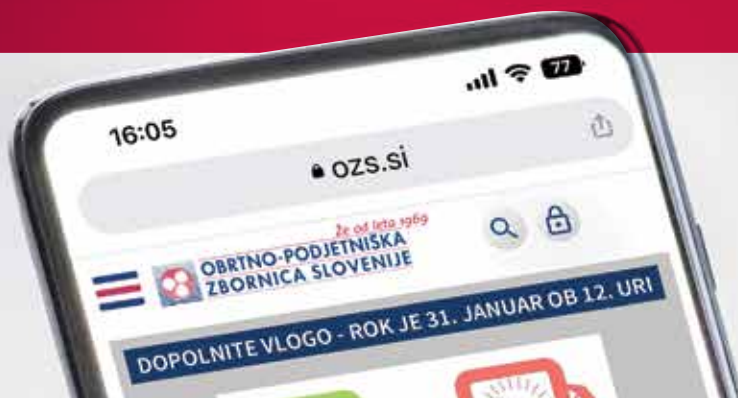 16:05
77
ozs.si
Že od leta 1969
OBRTNO-PODJETNIŠKA
ZBORNICA SLOVENIJE
DOPOLNITE VLOGO - ROK JE 31. JANUAR OB 12. URI